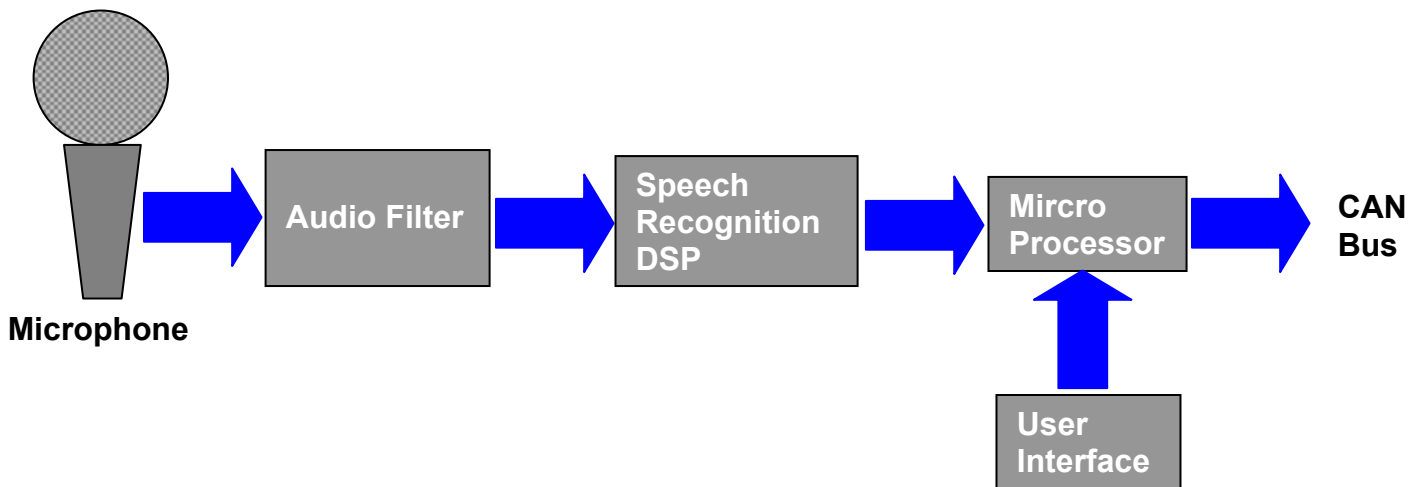 Microphone
Audio Filter
Speech
Recognition
DSP
Mircro
Processor
CAN
Bus
User
Interface